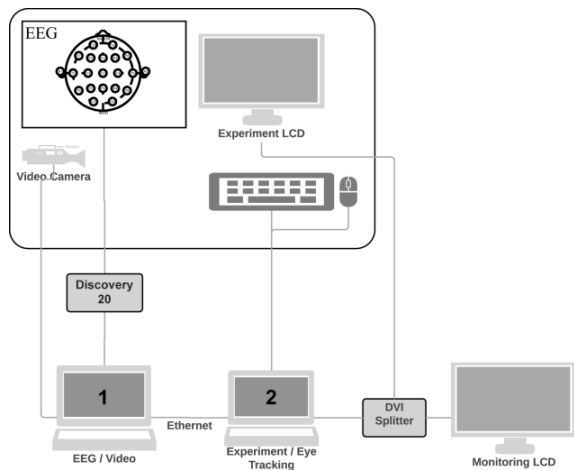 EEG
Experiment LCD
Video Camera
Discovery
20
1
2
Ethernet
DVI
Splitter
EEG / Video
Experiment / Eye
Tracking
Monitoring LCD